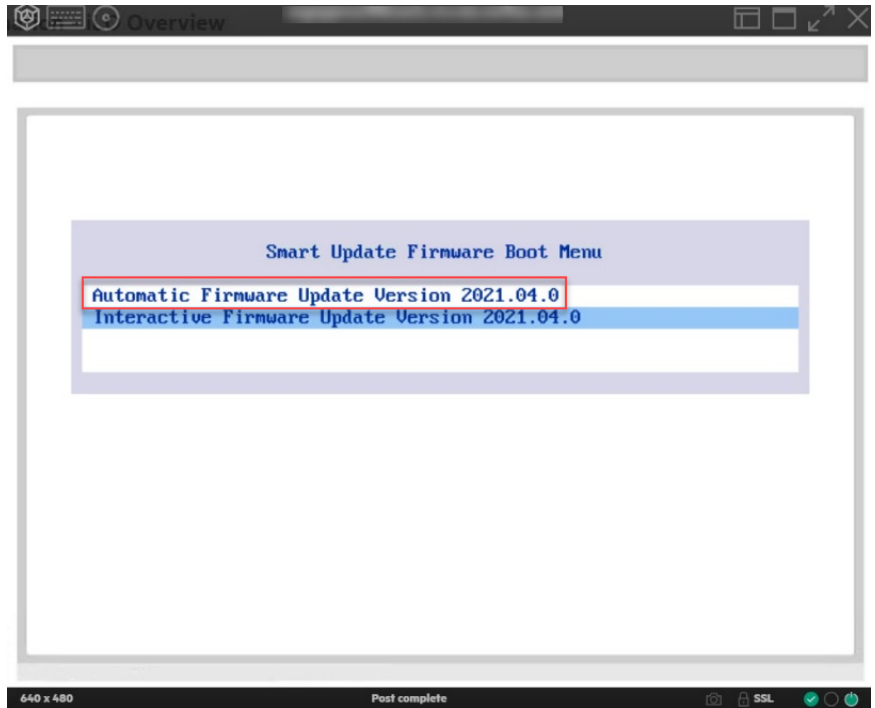 Overview
Smart Update Firmware Boot Menu
Automatic Firmware Update Version 2021.04.0
Interactive Firmware Update Version 2021.04.0
640 x 480
Post complete
SSL